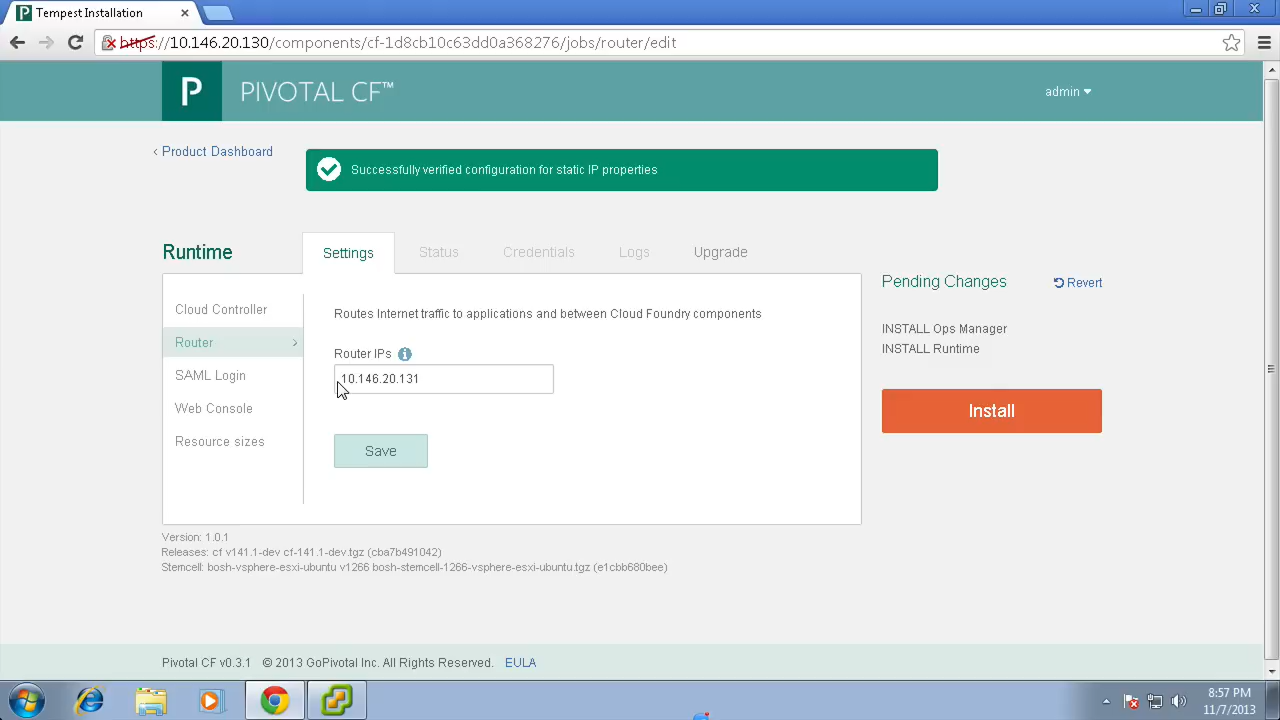 Tempest Installation
https://10.146.20.130/components/cf-1d8cb10c63dd0a368276/jobs/router/edit
P PIVOTAL CF™
admin
‹ Product Dashboard
Successfully verified configuration for static IP properties
Runtime
Settings
Status
Credentials
Logs
Upgrade
Cloud Controller
Router
SAML Login
Web Console
Resource sizes
Routes Internet traffic to applications and between Cloud Foundry components
Router IPs
10.146.20.131
Save
Pending Changes
Revert
INSTALL Ops Manager
INSTALL Runtime
Install
Version: 1.0.1
Releases: cf v141.1-dev cf-141.1-dev.tgz (cba7b491042)
Stemcell: bosh-vsphere-esxi-ubuntu v1266 bosh-stemcell-1266-vsphere-esxi-ubuntu.tgz (e1cbb680bee)
Pivotal CF v0.3.1 © 2013 GoPivotal Inc. All Rights Reserved. EULA
8:57 PM
11/7/2013